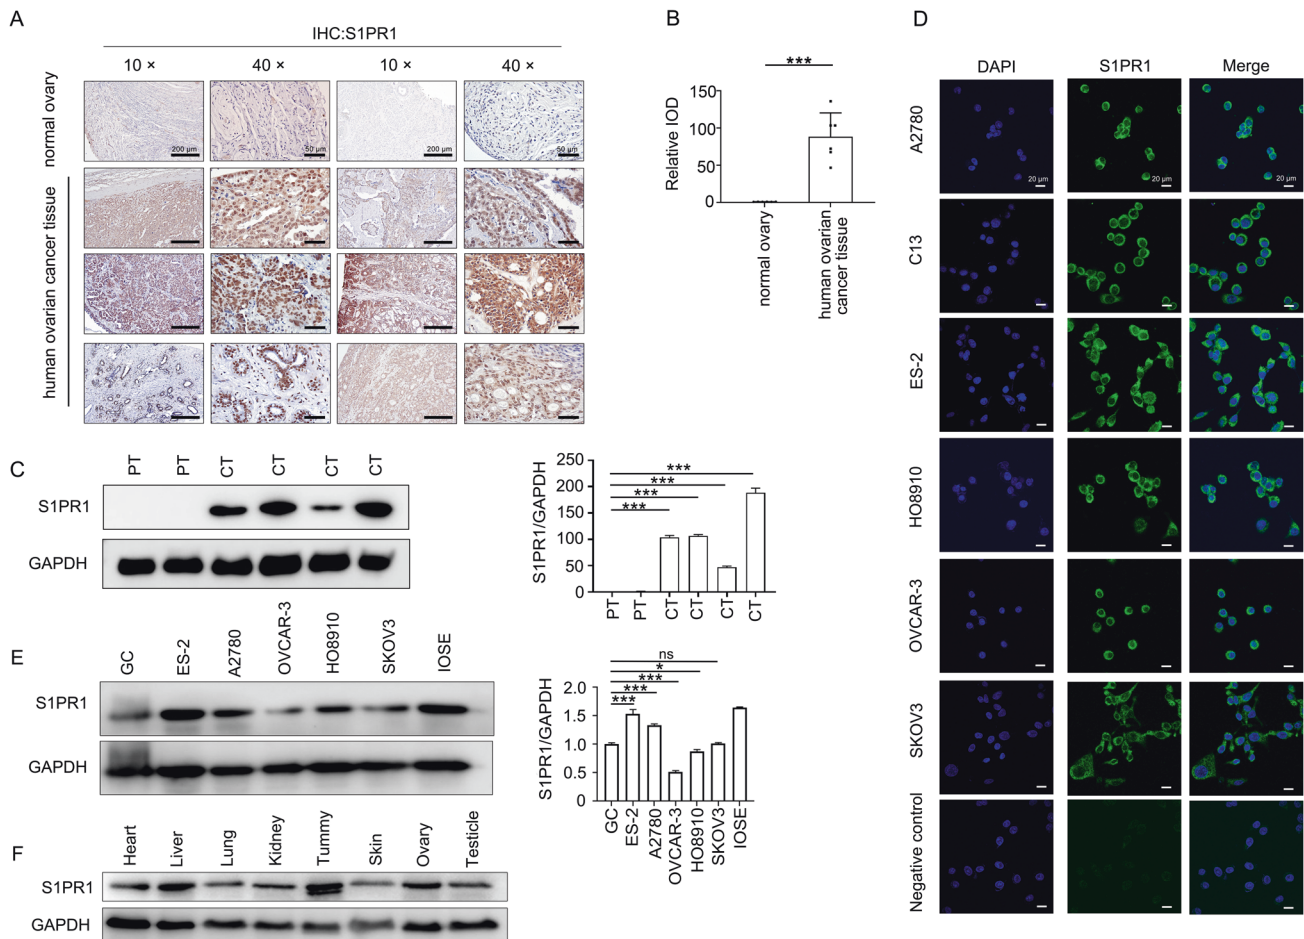 A
IHC:S1PR1
10 × 40 × 10 × 40 ×
normal ovary
200 μm 50 μm 200 μm 50 μm
human ovarian cancer tissue
B
***
Relative IOD
150
100
50
0
normal ovary
human ovarian
cancer tissue
C
PT PT CT CT CT CT
S1PR1
GAPDH
S1PR1/GAPDH
250
200
150
100
50
0
***
***
***
***
PT PT CT CT CT CT
D
DAPI S1PR1 Merge
A2780
20 μm 20 μm 20 μm
C13
ES-2
HO8910
OVCAR-3
SKOV3
Negative control
E
GC ES-2 A2780 OVCAR-3 HO8910 SKOV3 IOSE
S1PR1
GAPDH
S1PR1/GAPDH
2.0
1.5
1.0
0.5
0
ns
*
***
***
***
GC ES-2 A2780 OVCAR-3 HO8910 SKOV3 IOSE
F
Heart Liver Lung Kidney Tummy Skin Ovary Testicle
S1PR1
GAPDH